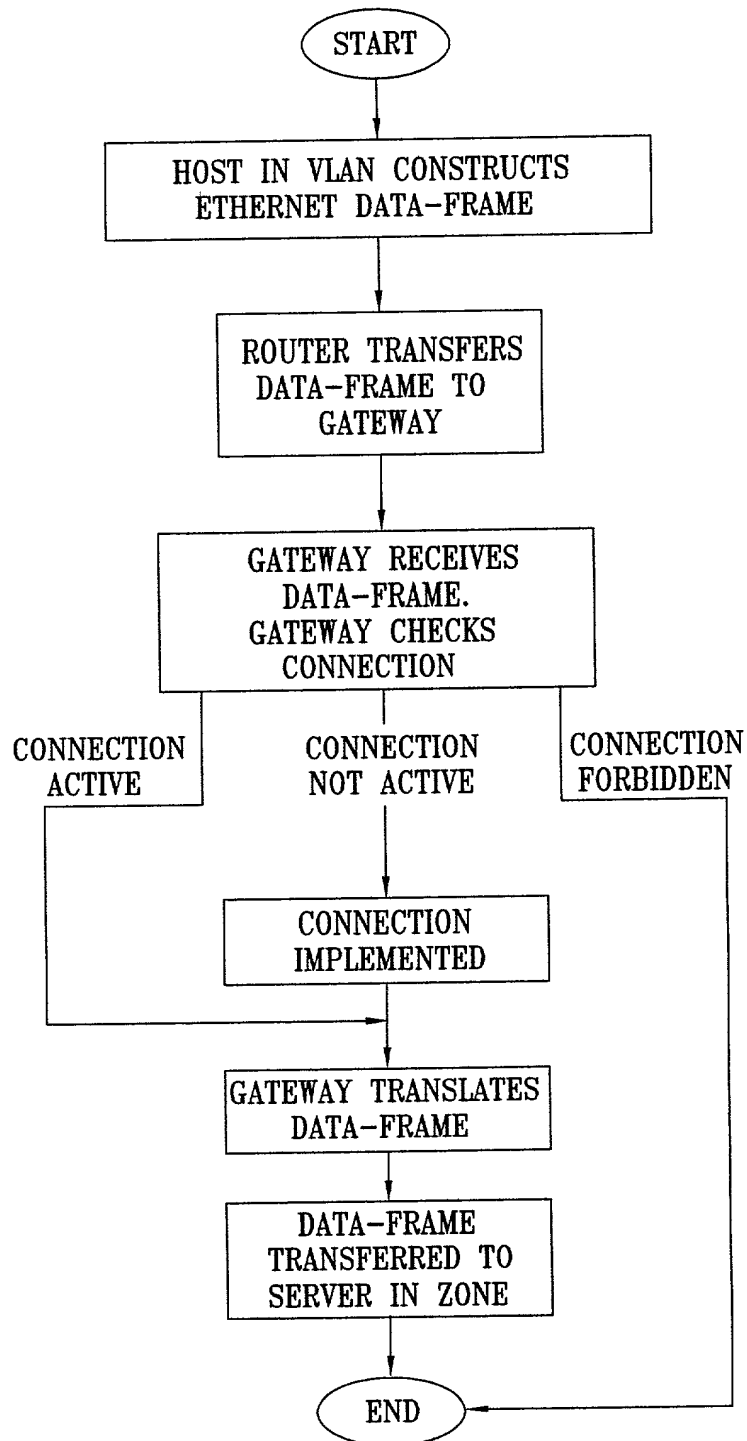 START
HOST IN VLAN CONSTRUCTS
ETHERNET DATA-FRAME
ROUTER TRANSFERS
DATA-FRAME TO
GATEWAY
GATEWAY RECEIVES
DATA-FRAME.
GATEWAY CHECKS
CONNECTION
CONNECTION
ACTIVE
CONNECTION
NOT ACTIVE
CONNECTION
FORBIDDEN
CONNECTION
IMPLEMENTED
GATEWAY TRANSLATES
DATA-FRAME
DATA-FRAME
TRANSFERRED TO
SERVER IN ZONE
END